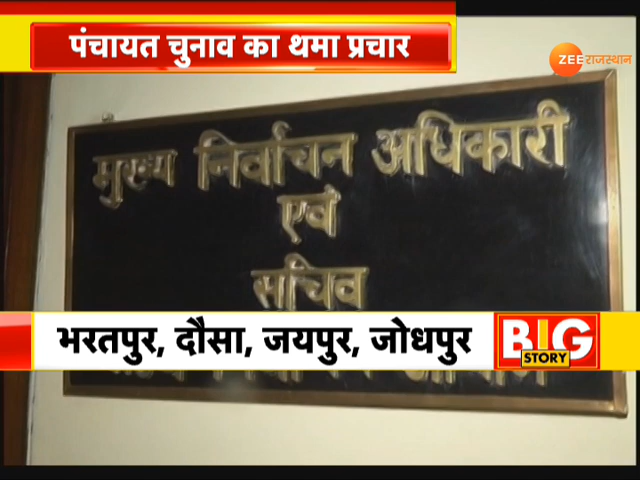 पंचायत चुनाव का थमा प्रचार
ZEE राजस्थान
मुख्य निर्वाचन अधिकारी
एवं
सचिव
भरतपुर, दौसा, जयपुर, जोधपुर
BIG
STORY